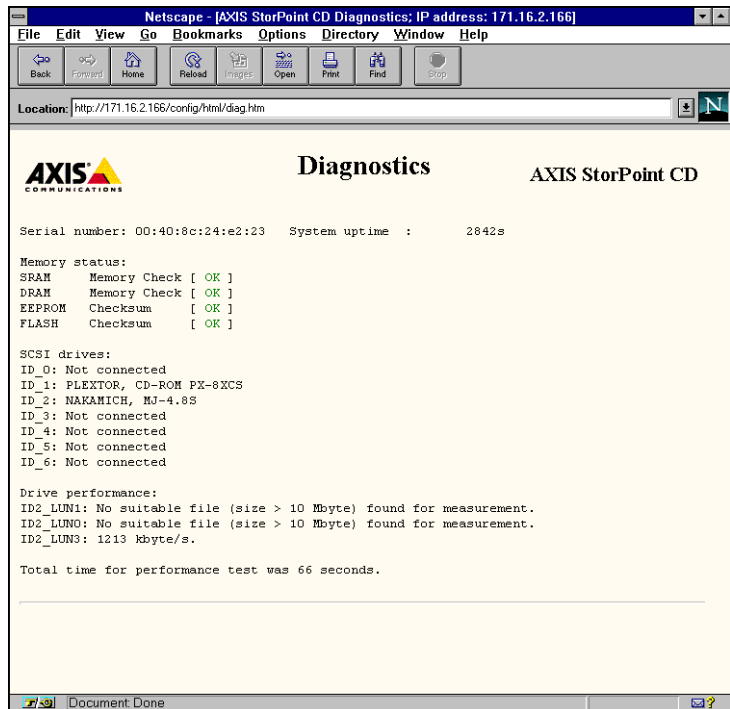 Netscape - [AXIS StorPoint CD Diagnostics; IP address: 171.16.2.166]
File Edit View Go Bookmarks Options Directory Window Help
Back Forward Home Reload Images Open Print Find Stop
Location: http://171.16.2.166/config/html/diag.htm
N
AXIS COMMUNICATIONS
Diagnostics
AXIS StorPoint CD
Serial number: 00:40:8c:24:e2:23 System uptime : 2842s
Memory status:
SRAM Memory Check [ OK ]
DRAM Memory Check [ OK ]
EEPROM Checksum [ OK ]
FLASH Checksum [ OK ]
SCSI drives:
ID_0: Not connected
ID_1: PLEXTOR, CD-ROM PX-8XCS
ID_2: NAKAMICH, MJ-4.8S
ID_3: Not connected
ID_4: Not connected
ID_5: Not connected
ID_6: Not connected
Drive performance:
ID2_LUN1: No suitable file (size > 10 Mbyte) found for measurement.
ID2_LUN0: No suitable file (size > 10 Mbyte) found for measurement.
ID2_LUN3: 1213 kbyte/s.
Total time for performance test was 66 seconds.
Document: Done